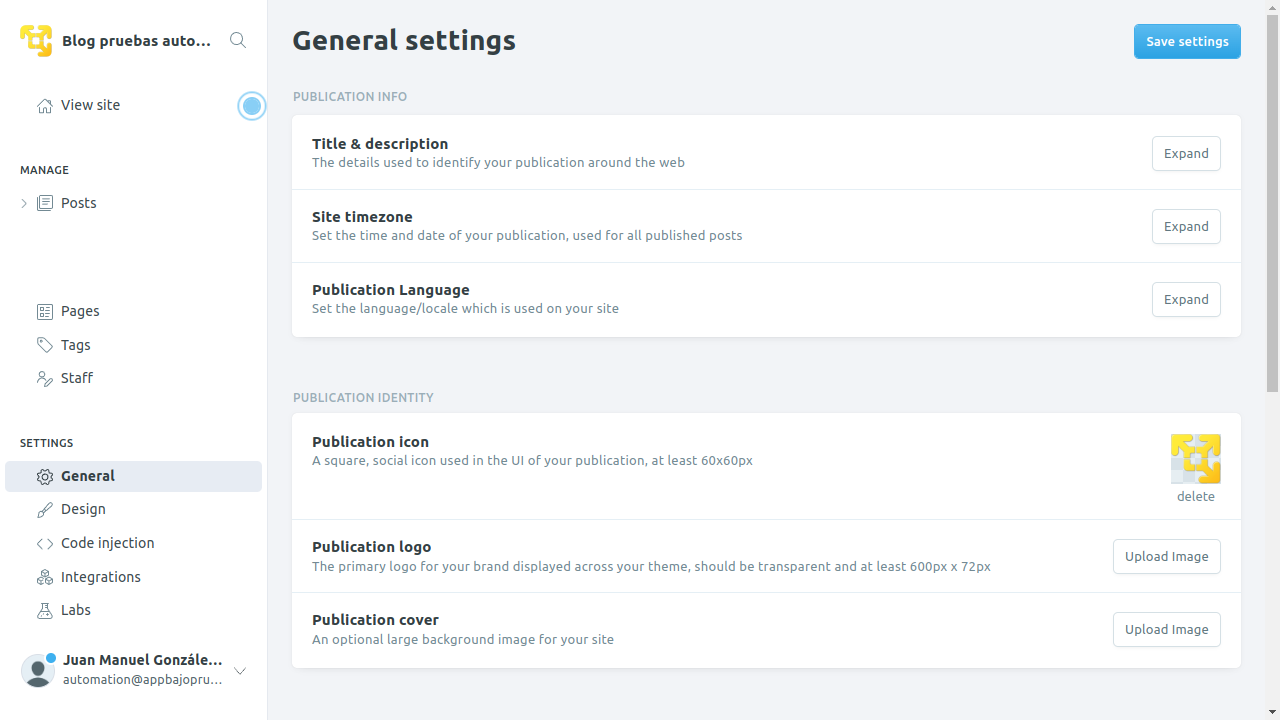 Blog pruebas auto...
View site
MANAGE
Posts
Pages
Tags
Staff
SETTINGS
General
Design
Code injection
Integrations
Labs
Juan Manuel Gonzále...
automation@appbajopru...
General settings
Save settings
PUBLICATION INFO
Title & description
The details used to identify your publication around the web
Expand
Site timezone
Set the time and date of your publication, used for all published posts
Expand
Publication Language
Set the language/locale which is used on your site
Expand
PUBLICATION IDENTITY
Publication icon
A square, social icon used in the UI of your publication, at least 60x60px
delete
Publication logo
The primary logo for your brand displayed across your theme, should be transparent and at least 600px x 72px
Upload Image
Publication cover
An optional large background image for your site
Upload Image